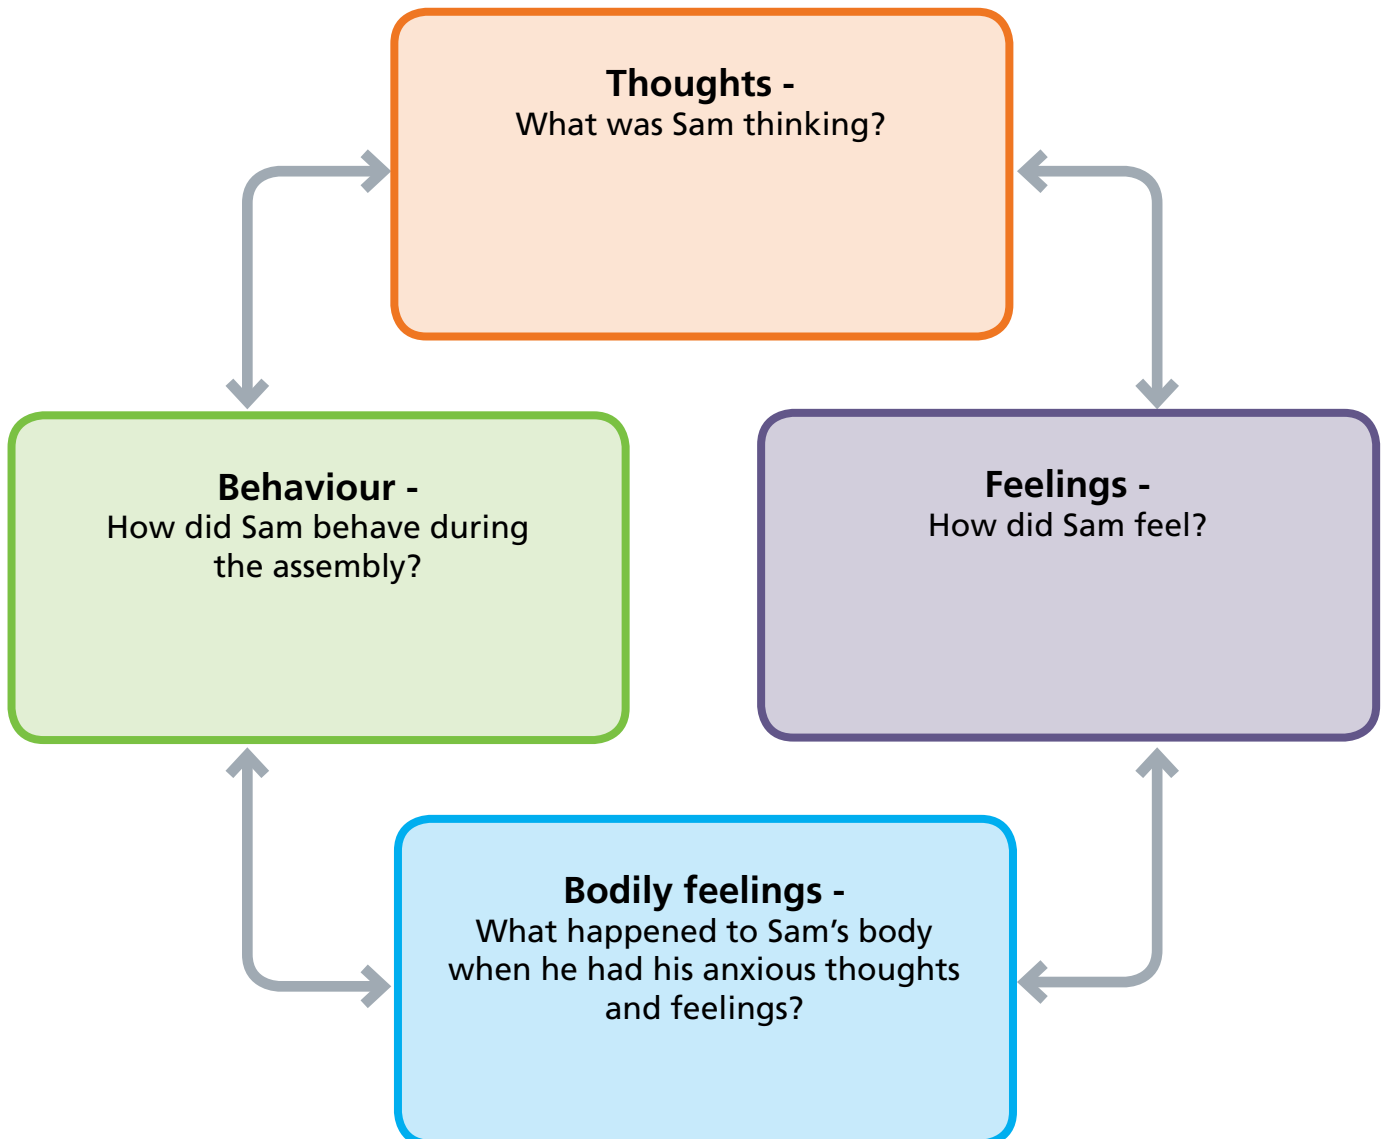 Thoughts -
What was Sam thinking?
Behaviour -
How did Sam behave during
the assembly?
Feelings -
How did Sam feel?
Bodily feelings -
What happened to Sam’s body
when he had his anxious thoughts
and feelings?